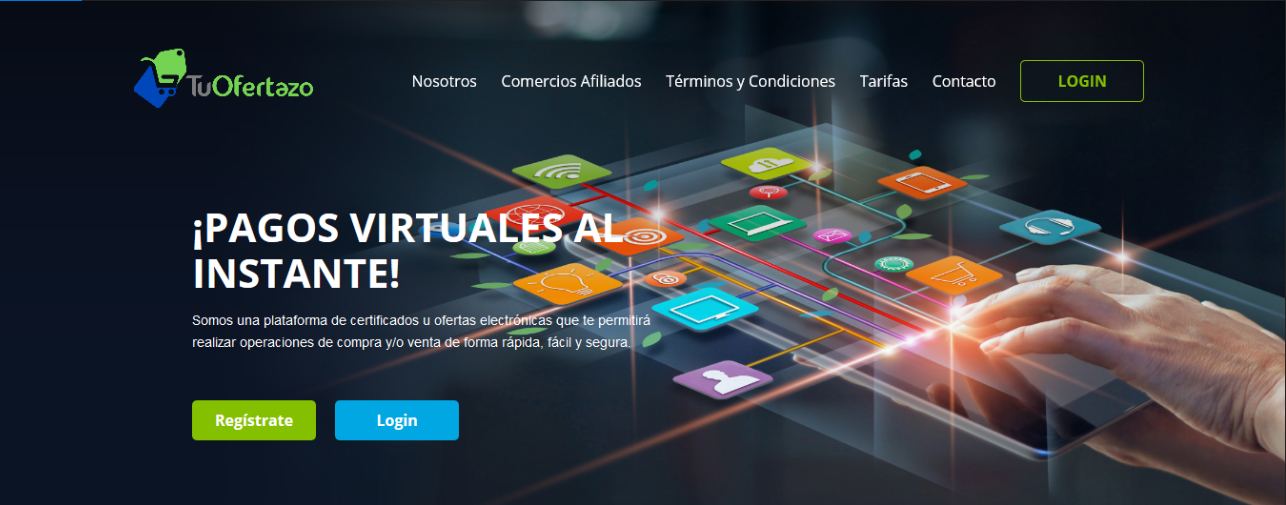 TuOfertazo
Nosotros
Comercios Afiliados
Términos y Condiciones
Tarifas
Contacto
LOGIN
¡PAGOS VIRTUALES AL
INSTANTE!
Somos una plataforma de certificados u ofertas electrónicas que te permitirá
realizar operaciones de compra y/o venta de forma rápida, fácil y segura.
Regístrate
Login